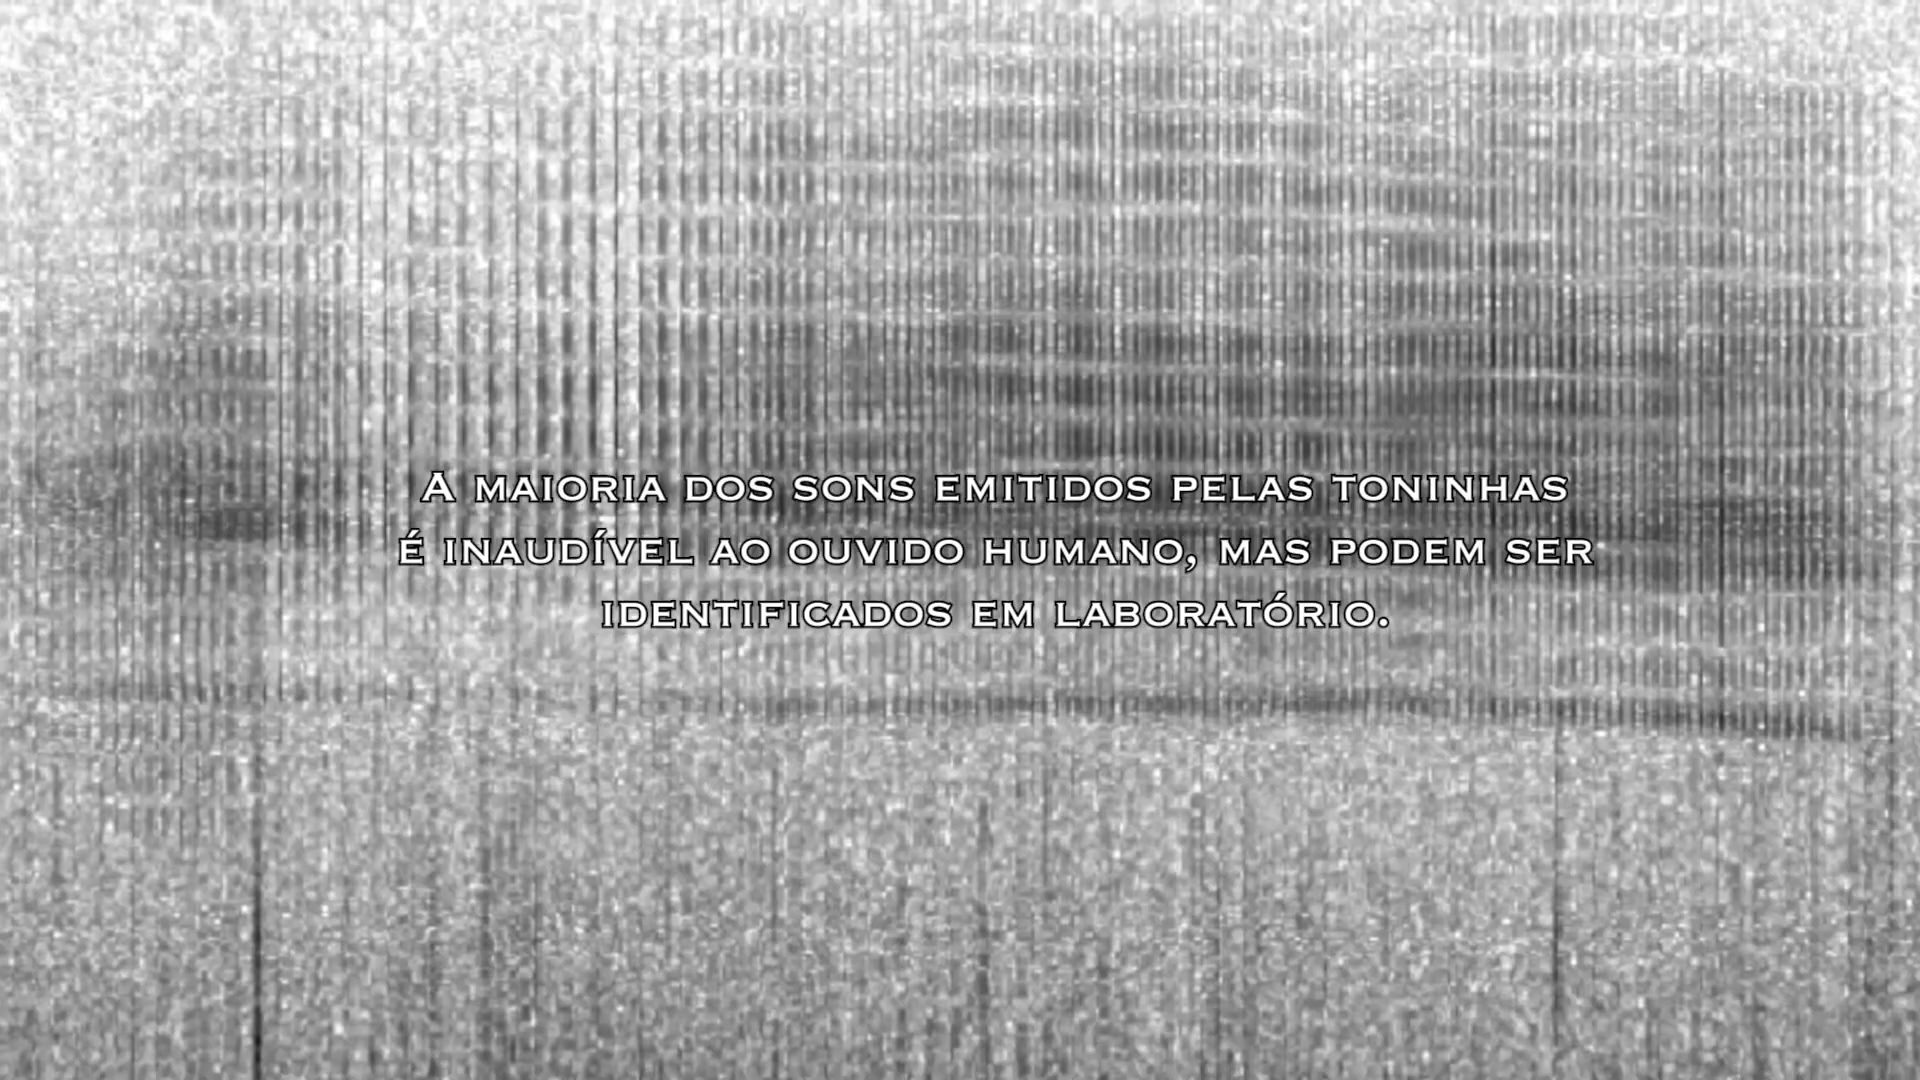 A MAIORIA DOS SONS EMITIDOS PELAS TONINHAS
É INAUDÍVEL AO OUVIDO HUMANO, MAS PODEM SER
IDENTIFICADOS EM LABORATÓRIO.